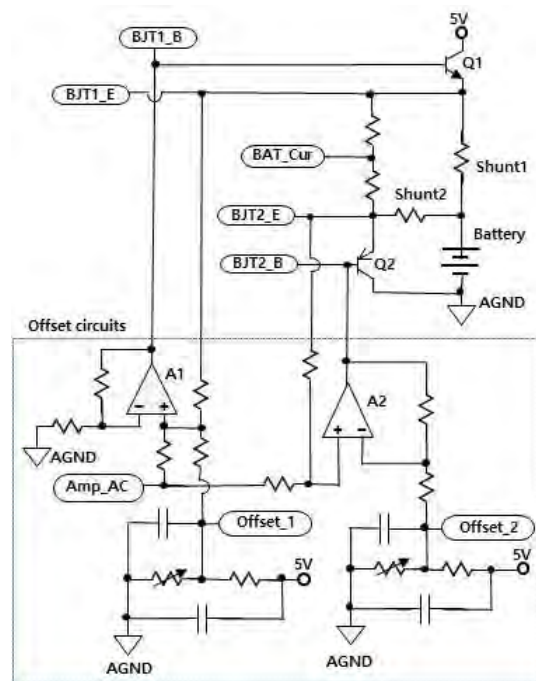 BJT1_B
5V
Q1
BJT1_E
BAT_Cur
Shunt1
Shunt2
BJT2_E
Battery
BJT2_B
Q2
AGND
Offset circuits
A1
A2
- +
+ -
AGND
Amp_AC
Offset_1
Offset_2
5V
5V
AGND
AGND